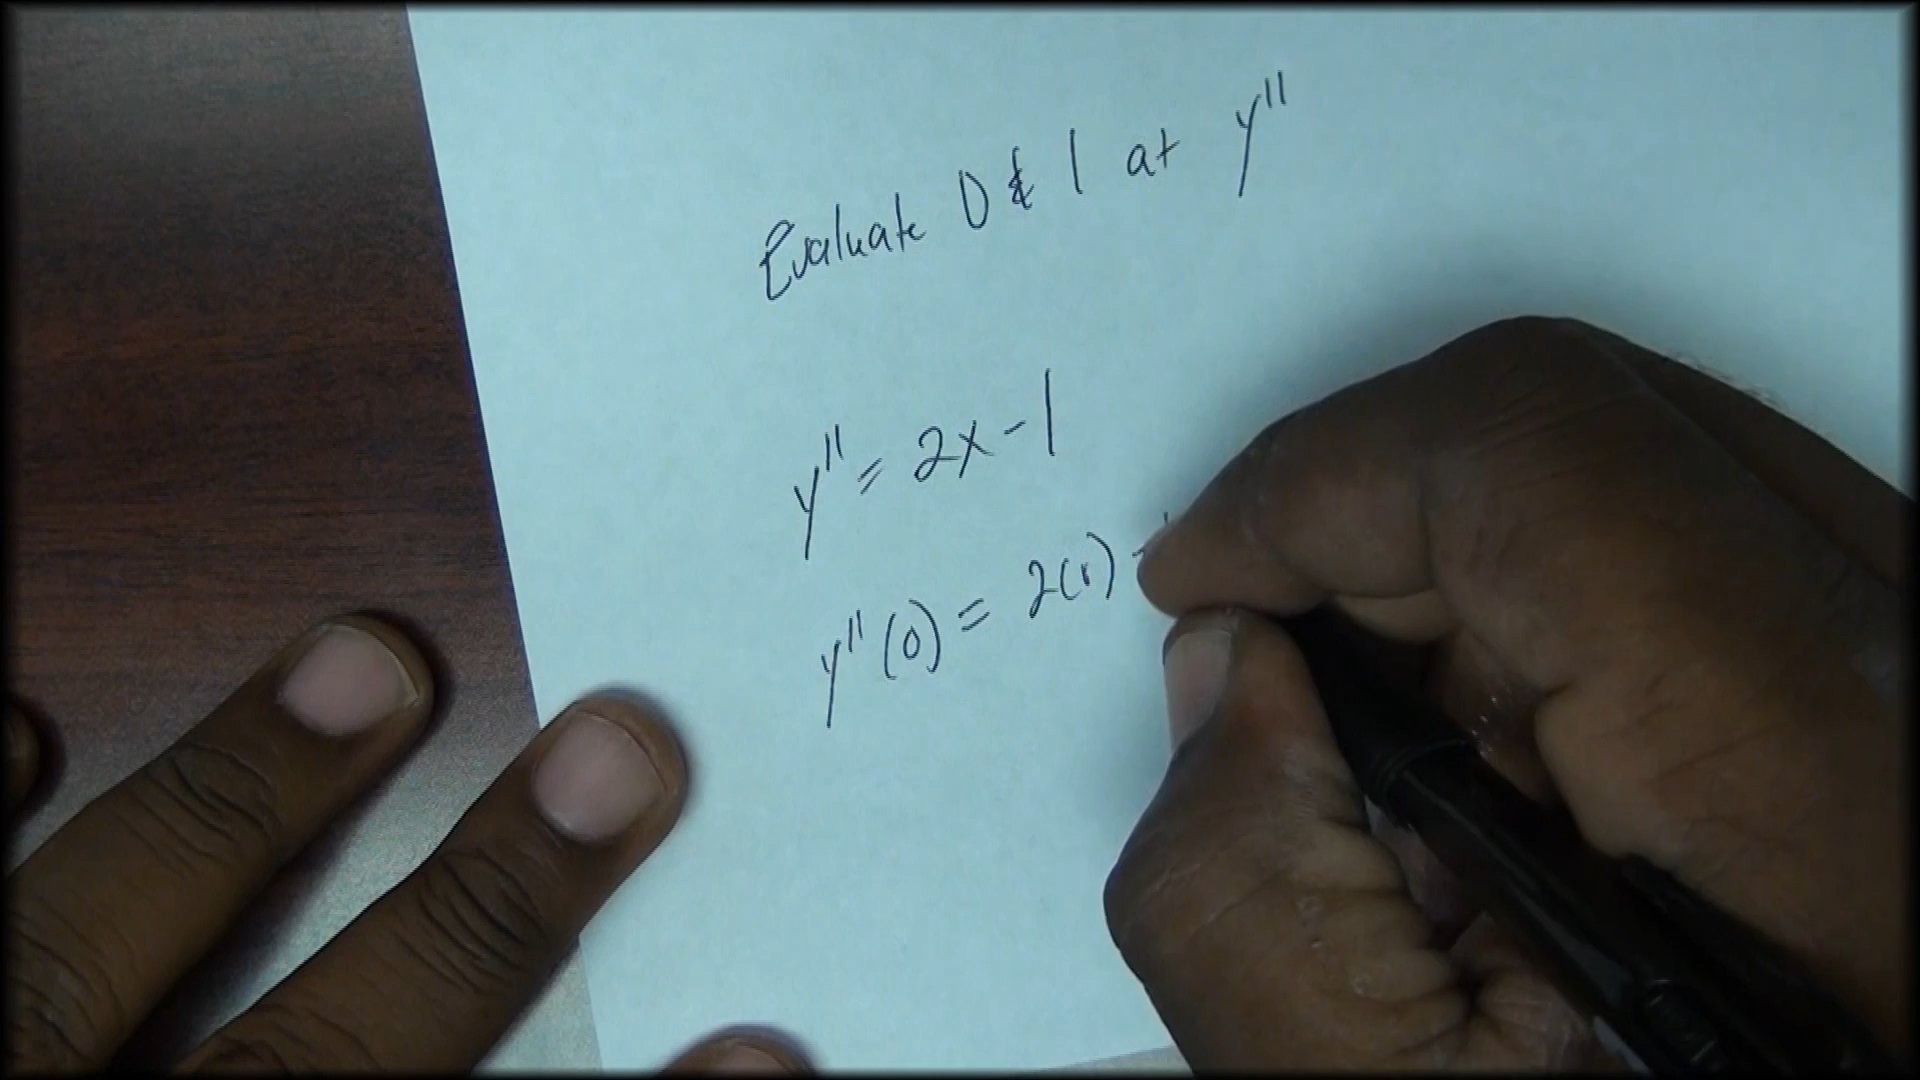 Evaluate 0 & 1 at y"
y" = 2x - 1
y" (0) = 2(1) -